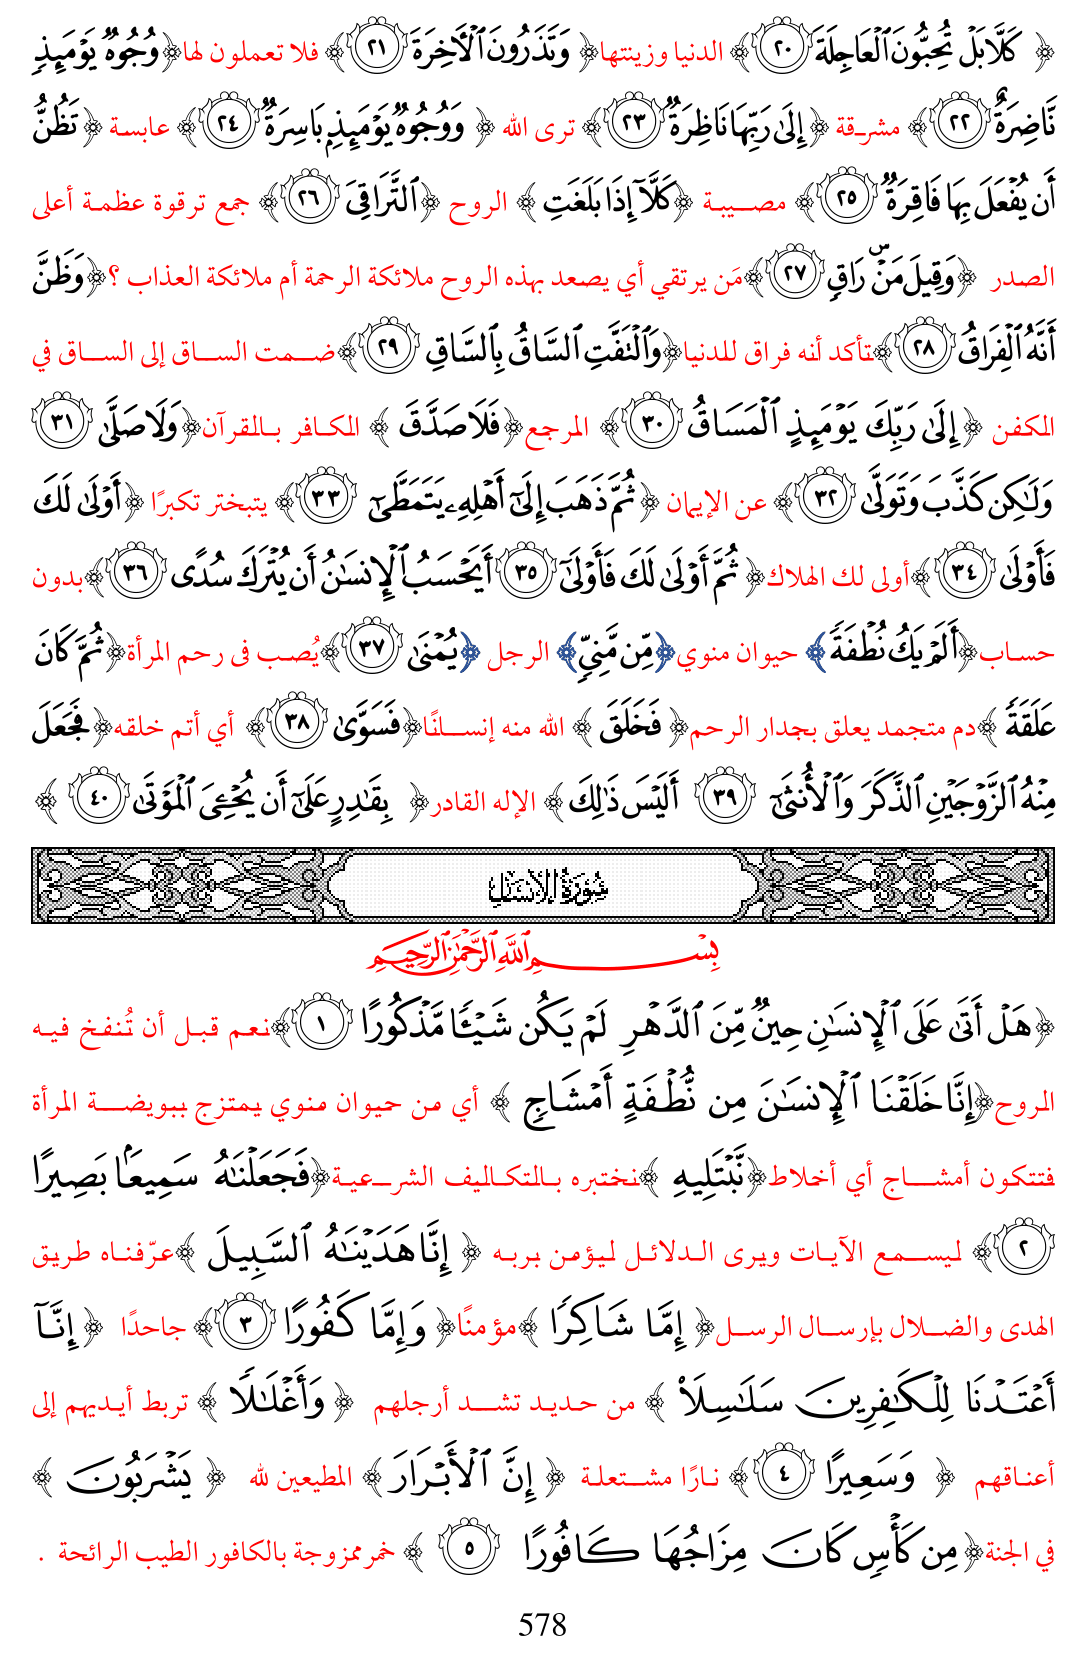 ﴿ كَلَّا بَلْ تُحِبُّونَ ٱلْعَاجِلَةَ ﴿٢٠﴾ ﴾ الدنيا وزينتها ﴿ وَتَذَرُونَ ٱلْـَٔاخِرَةَ ﴿٢١﴾ ﴾ فلا تعملون لها ﴿ وُجُوهٌ يَوْمَئِذٍ
نَّاضِرَةٌ ﴿٢٢﴾ ﴾ مشرقة ﴿ إِلَىٰ رَبِّهَا نَاظِرَةٌ ﴿٢٣﴾ ﴾ ترى الله ﴿ وَوُجُوهٌ يَوْمَئِذٍۭ بَاسِرَةٌ ﴿٢٤﴾ ﴾ عابسة ﴿ تَظُنُّ
أَن يُفْعَلَ بِهَا فَاقِرَةٌ ﴿٢٥﴾ ﴾ مصيبة ﴿ كَلَّآ إِذَا بَلَغَتِ ﴾ الروح ﴿ ٱلتَّرَاقِىَ ﴿٢٦﴾ ﴾ جمع ترقوة عظمة أعلى
الصدر ﴿ وَقِيلَ مَنْ ۜ رَاقٍ ﴿٢٧﴾ ﴾ مَن يرتقي أي يصعد بهذه الروح ملائكة الرحمة أم ملائكة العذاب ؟ ﴿ وَظَنَّ
أَنَّهُ ٱلْفِرَاقُ ﴿٢٨﴾ ﴾ تأكد أنه فراق للدنيا ﴿ وَٱلْتَفَّتِ ٱلسَّاقُ بِٱلسَّاقِ ﴿٢٩﴾ ﴾ ضمت الساق إلى الساق في
الكفن ﴿ إِلَىٰ رَبِّكَ يَوْمَئِذٍ ٱلْمَسَاقُ ﴿٣٠﴾ ﴾ المرجع ﴿ فَلَا صَدَّقَ ﴾ الكافر بالقرآن ﴿ وَلَا صَلَّىٰ ﴿٣١﴾
وَلَـٰكِن كَذَّبَ وَتَوَلَّىٰ ﴿٣٢﴾ ﴾ عن الإيمان ﴿ ثُمَّ ذَهَبَ إِلَىٰٓ أَهْلِهِۦ يَتَمَطَّىٰٓ ﴿٣٣﴾ ﴾ يتبختر تكبرًا ﴿ أَوْلَىٰ لَكَ
فَأَوْلَىٰ ﴿٣٤﴾ ﴾ أولى لك الهلاك ﴿ ثُمَّ أَوْلَىٰ لَكَ فَأَوْلَىٰٓ ﴿٣٥﴾ أَيَحْسَبُ ٱلْإِنسَـٰنُ أَن يُتْرَكَ سُدًى ﴿٣٦﴾ ﴾ بدون
حساب ﴿ أَلَمْ يَكُ نُطْفَةً ﴾ حيوان منوي ﴿ مِّن مَّنِىٍّ ﴾ الرجل ﴿ يُمْنَىٰ ﴿٣٧﴾ ﴾ يُصب فى رحم المرأة ﴿ ثُمَّ كَانَ
عَلَقَةً ﴾ دم متجمد يعلق بجدار الرحم ﴿ فَخَلَقَ ﴾ الله منه إنسانًا ﴿ فَسَوَّىٰ ﴿٣٨﴾ ﴾ أي أتم خلقه ﴿ فَجَعَلَ
مِنْهُ ٱلزَّوْجَيْنِ ٱلذَّكَرَ وَٱلْأُنثَىٰٓ ﴿٣٩﴾ أَلَيْسَ ذَٰلِكَ ﴾ الإله القادر ﴿ بِقَـٰدِرٍ عَلَىٰٓ أَن يُحْـِۧىَ ٱلْمَوْتَىٰ ﴿٤٠﴾ ﴾
سُورَةُ الإِنْسَانِ
بِسْمِ ٱللَّهِ ٱلرَّحْمَـٰنِ ٱلرَّحِيمِ
﴿ هَلْ أَتَىٰ عَلَى ٱلْإِنسَـٰنِ حِينٌ مِّنَ ٱلدَّهْرِ لَمْ يَكُن شَيْـًٔا مَّذْكُورًا ﴿١﴾ ﴾ نعم قبل أن تُنفخ فيه
الروح ﴿ إِنَّا خَلَقْنَا ٱلْإِنسَـٰنَ مِن نُّطْفَةٍ أَمْشَاجٍ ﴾ أي من حيوان منوي يمتزج ببويضة المرأة
فتتكون أمشاج أي أخلاط ﴿ نَّبْتَلِيهِ ﴾ نختبره بالتكاليف الشرعية ﴿ فَجَعَلْنَـٰهُ سَمِيعًۢا بَصِيرًا
﴿٢﴾ ﴾ ليسمع الآيات ويرى الدلائل ليؤمن بربه ﴿ إِنَّا هَدَيْنَـٰهُ ٱلسَّبِيلَ ﴾ عرّفناه طريق
الهدى والضلال بإرسال الرسل ﴿ إِمَّا شَاكِرًا ﴾ مؤمنًا ﴿ وَإِمَّا كَفُورًا ﴿٣﴾ ﴾ جاحدًا ﴿ إِنَّآ
أَعْتَدْنَا لِلْكَـٰفِرِينَ سَلَـٰسِلَا۟ ﴾ من حديد تشد أرجلهم ﴿ وَأَغْلَـٰلًا ﴾ تربط أيديهم إلى
أعناقهم ﴿ وَسَعِيرًا ﴿٤﴾ ﴾ نارًا مشتعلة ﴿ إِنَّ ٱلْأَبْرَارَ ﴾ المطيعين لله ﴿ يَشْرَبُونَ ﴾
في الجنة ﴿ مِن كَأْسٍ كَانَ مِزَاجُهَا كَافُورًا ﴿٥﴾ ﴾ خمر ممزوجة بالكافور الطيب الرائحة .
578